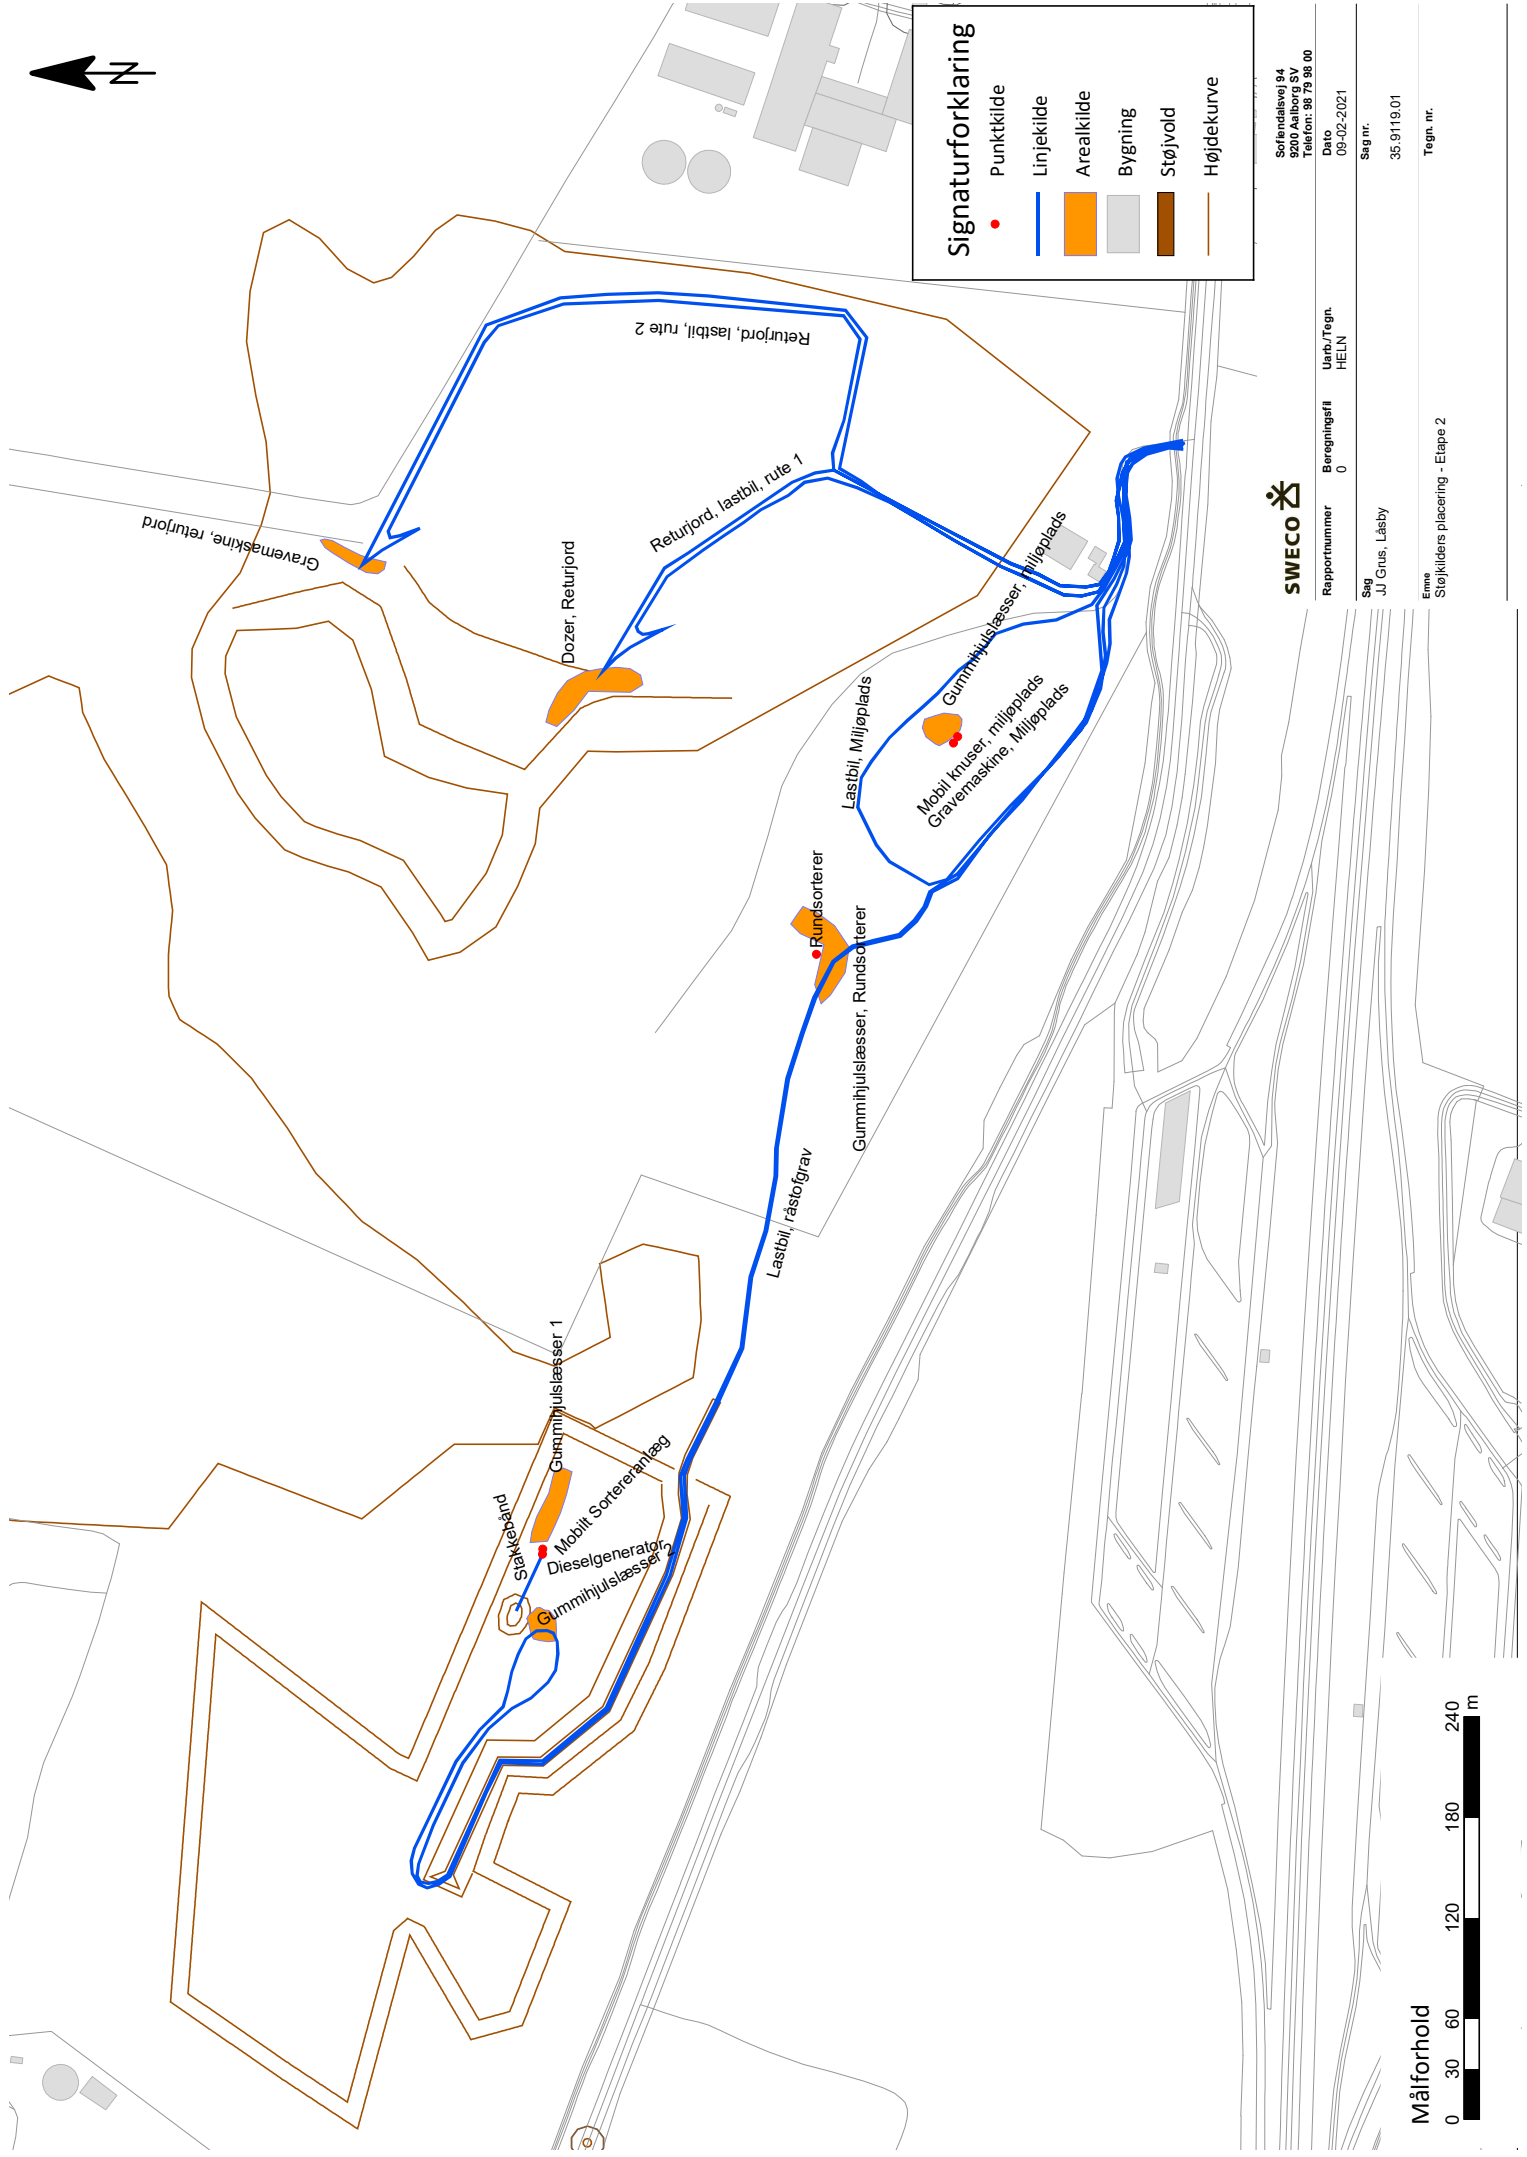 N
Signaturforklaring
Punktkilde
Linjekilde
Arealkilde
Bygning
Støjvold
Højdekurve
Gravemaskine, returjord
Returjord, lastbil, rute 2
Returjord, lastbil, rute 1
Dozer, Returjord
Gummihjulslæsser, miljøplads
Lastbil, Miljøplads
Mobil knuser, miljøplads
Gravemaskine, Miljøplads
Rundsorterer
Gummihjulslæsser, Rundsorterer
Lastbil, råstofgrav
Gummihjulslæsser 1
Stakkebånd
Mobilt Sortereranlæg
Dieselgenerator
Gummihjulslæsser 2
Målforhold
0 30 60 120 180 240
m
SWECO
Sofiendalsvej 94
9200 Aalborg SV
Telefon: 98 79 98 00
Rapportnummer Beregningsfil Uarb./Tegn. Dato
0 HELN 09-02-2021
Sag Sag nr.
JJ Grus, Låsby 35.9119.01
Emne Tegn. nr.
Støjkilders placering - Etape 2